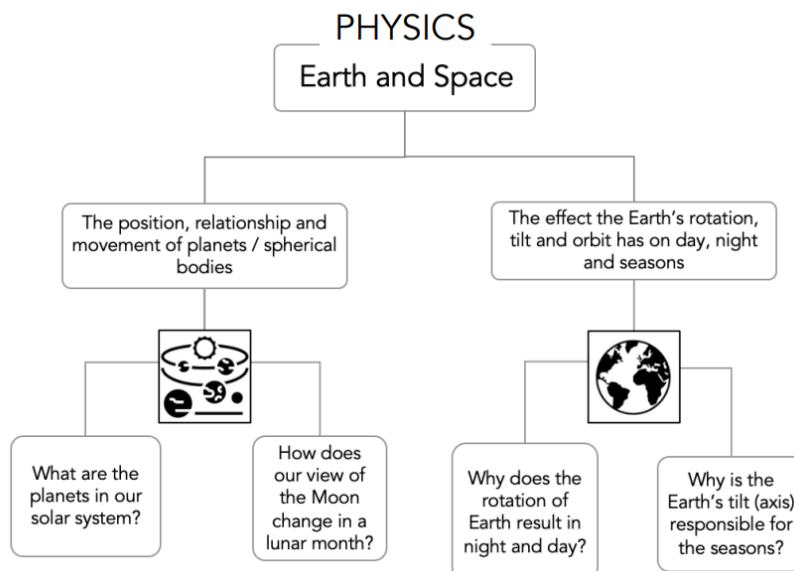 PHYSICS
Earth and Space
The position, relationship and
movement of planets / spherical
bodies
The effect the Earth's rotation,
tilt and orbit has on day, night
and seasons
What are the
planets in our
solar system?
How does
our view of
the Moon
change in a
lunar month?
Why does the
rotation of
Earth result in
night and day?
Why is the
Earth's tilt (axis)
responsible for
the seasons?